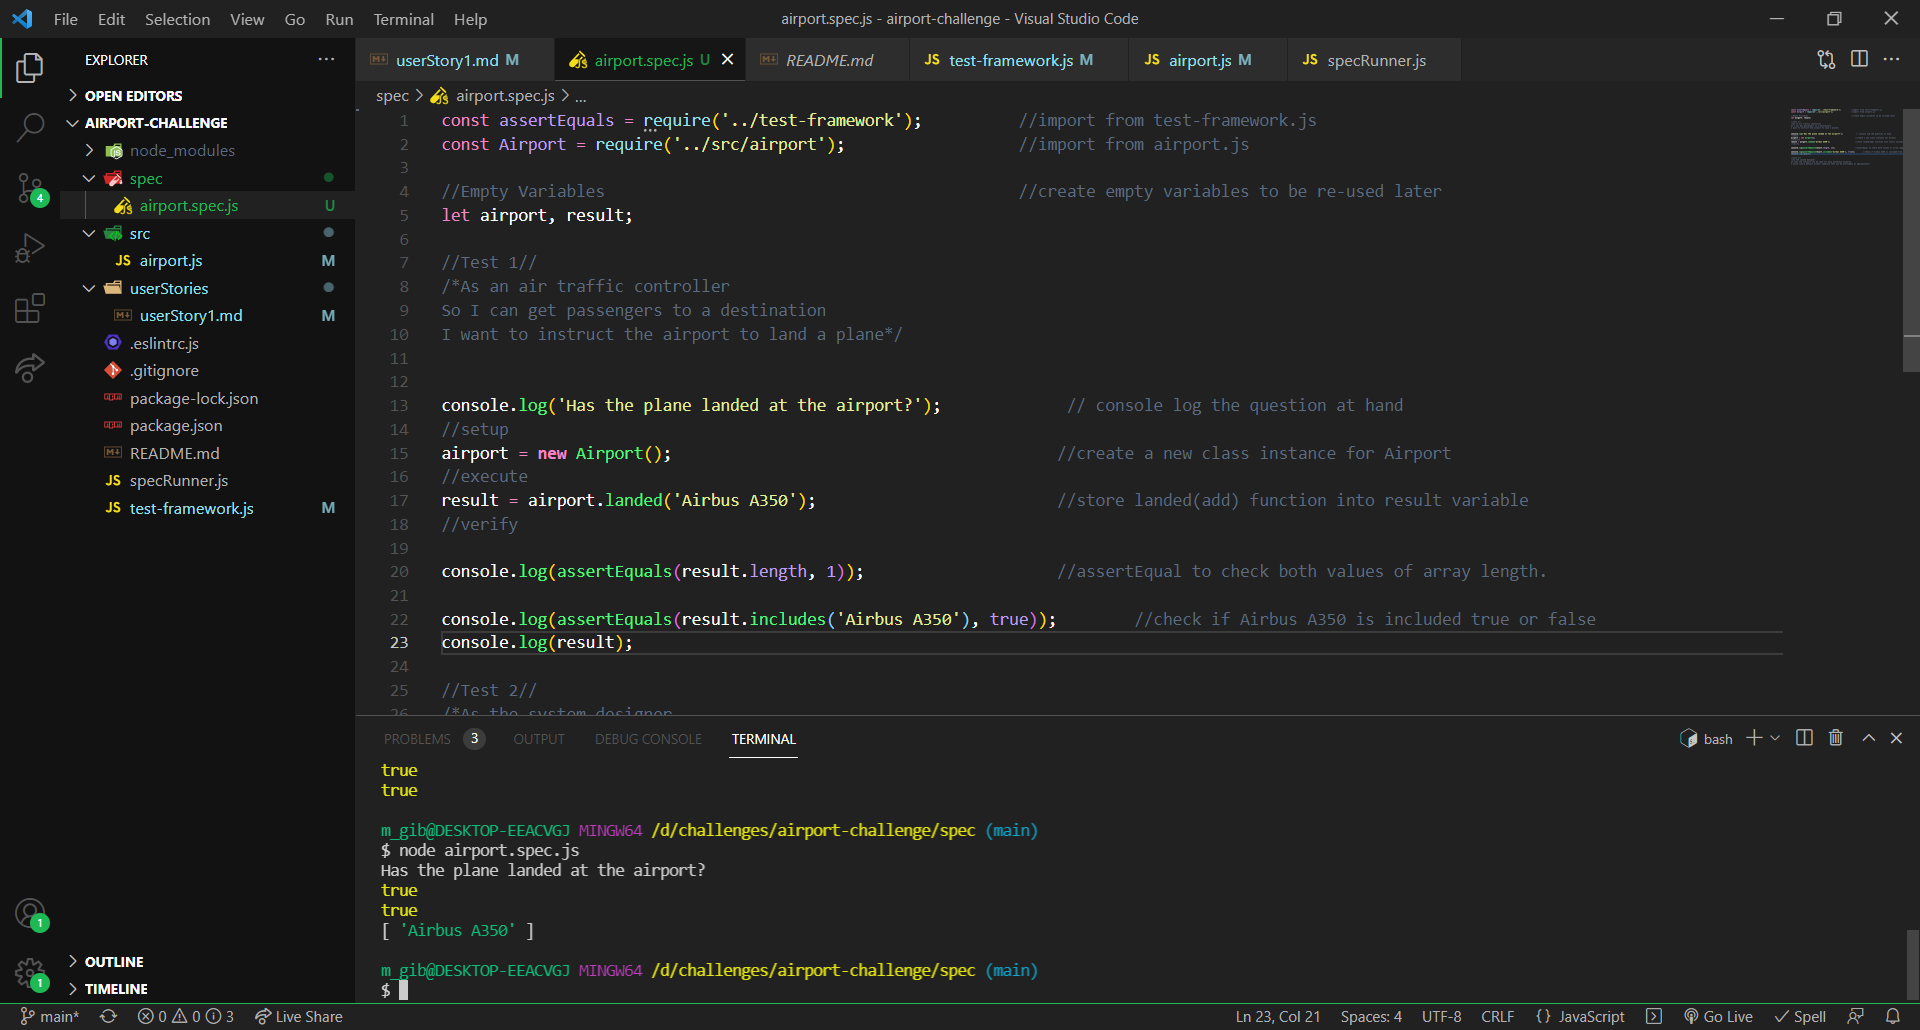 File Edit Selection View Go Run Terminal Help
airport.spec.js - airport-challenge - Visual Studio Code
EXPLORER
OPEN EDITORS
AIRPORT-CHALLENGE
node_modules
spec
airport.spec.js U
src
airport.js M
userStories
userStory1.md M
.eslintrc.js
.gitignore
package-lock.json
package.json
README.md
JS specRunner.js
JS test-framework.js M
OUTLINE
TIMELINE
userStory1.md M airport.spec.js U README.md JS test-framework.js M JS airport.js M JS specRunner.js
spec > airport.spec.js > ...
1 const assertEquals = require('../test-framework'); //import from test-framework.js
2 const Airport = require('../src/airport'); //import from airport.js
3
4 //Empty Variables //create empty variables to be re-used later
5 let airport, result;
6
7 //Test 1//
8 /*As an air traffic controller
9 So I can get passengers to a destination
10 I want to instruct the airport to land a plane*/
11
12
13 console.log('Has the plane landed at the airport?'); // console log the question at hand
14 //setup
15 airport = new Airport(); //create a new class instance for Airport
16 //execute
17 result = airport.landed('Airbus A350'); //store landed(add) function into result variable
18 //verify
19
20 console.log(assertEquals(result.length, 1)); //assertEqual to check both values of array length.
21
22 console.log(assertEquals(result.includes('Airbus A350'), true)); //check if Airbus A350 is included true or false
23 console.log(result);
24
25 //Test 2//
26 /*As the system designer
PROBLEMS 3 OUTPUT DEBUG CONSOLE TERMINAL bash
true
true
m_gib@DESKTOP-EEACVGJ MINGW64 /d/challenges/airport-challenge/spec (main)
$ node airport.spec.js
Has the plane landed at the airport?
true
true
[ 'Airbus A350' ]
m_gib@DESKTOP-EEACVGJ MINGW64 /d/challenges/airport-challenge/spec (main)
$
main* 0 0 3 Live Share Ln 23, Col 21 Spaces: 4 UTF-8 CRLF {} JavaScript Go Live Spell